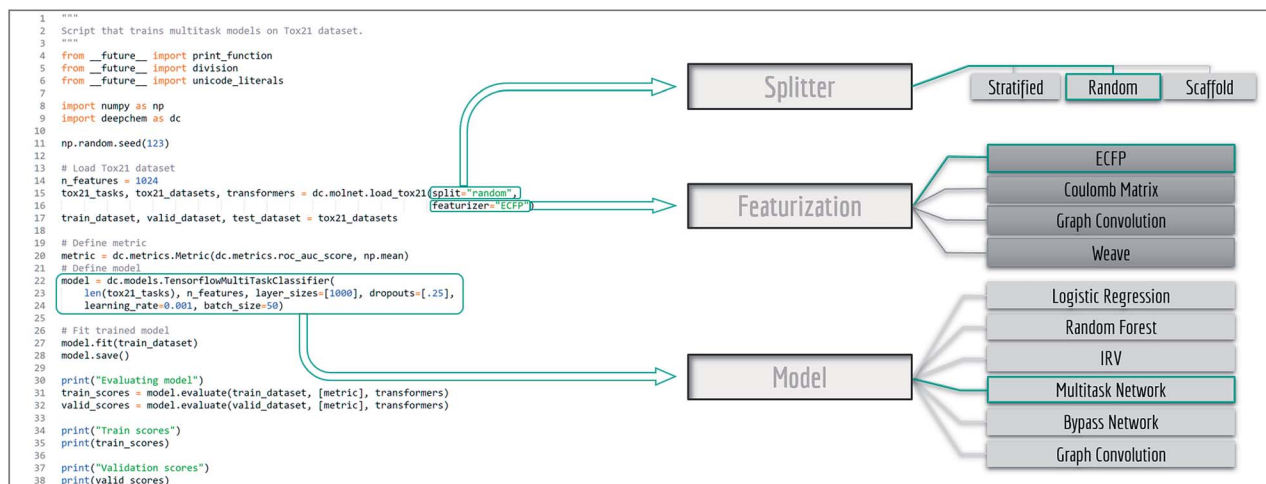 1 """
2 Script that trains multitask models on Tox21 dataset.
3 """
4 from __future__ import print_function
5 from __future__ import division
6 from __future__ import unicode_literals
7
8 import numpy as np
9 import deepchem as dc
10
11 np.random.seed(123)
12
13 # Load Tox21 dataset
14 n_features = 1024
15 tox21_tasks, tox21_datasets, transformers = dc.molnet.load_tox21(split="random",
16 featurizer="ECFP")
17 train_dataset, valid_dataset, test_dataset = tox21_datasets
18
19 # Define metric
20 metric = dc.metrics.Metric(dc.metrics.roc_auc_score, np.mean)
21 # Define model
22 model = dc.models.TensorflowMultiTaskClassifier(
23 len(tox21_tasks), n_features, layer_sizes=[1000], dropouts=[.25],
24 learning_rate=0.001, batch_size=50)
25
26 # Fit trained model
27 model.fit(train_dataset)
28 model.save()
29
30 print("Evaluating model")
31 train_scores = model.evaluate(train_dataset, [metric], transformers)
32 valid_scores = model.evaluate(valid_dataset, [metric], transformers)
33
34 print("Train scores")
35 print(train_scores)
36
37 print("Validation scores")
38 print(valid_scores)
Splitter
Stratified Random Scaffold
Featurization
ECFP
Coulomb Matrix
Graph Convolution
Weave
Model
Logistic Regression
Random Forest
IRV
Multitask Network
Bypass Network
Graph Convolution